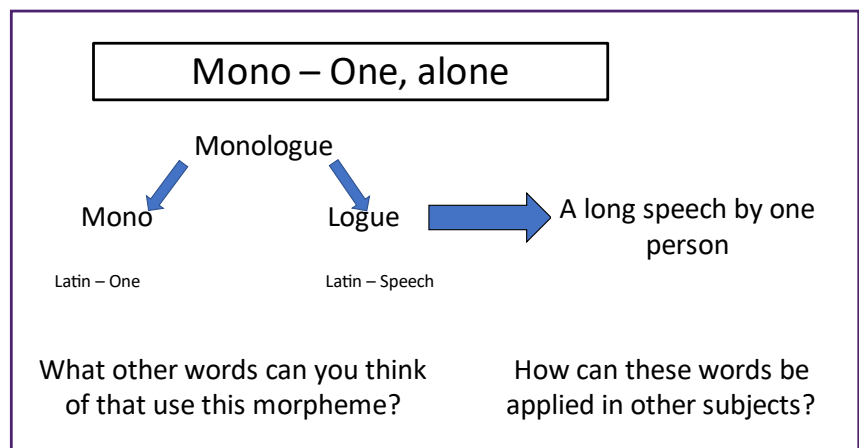 Mono – One, alone
Monologue
Mono
Logue
A long speech by one
person
Latin – One
Latin – Speech
What other words can you think
of that use this morpheme?
How can these words be
applied in other subjects?